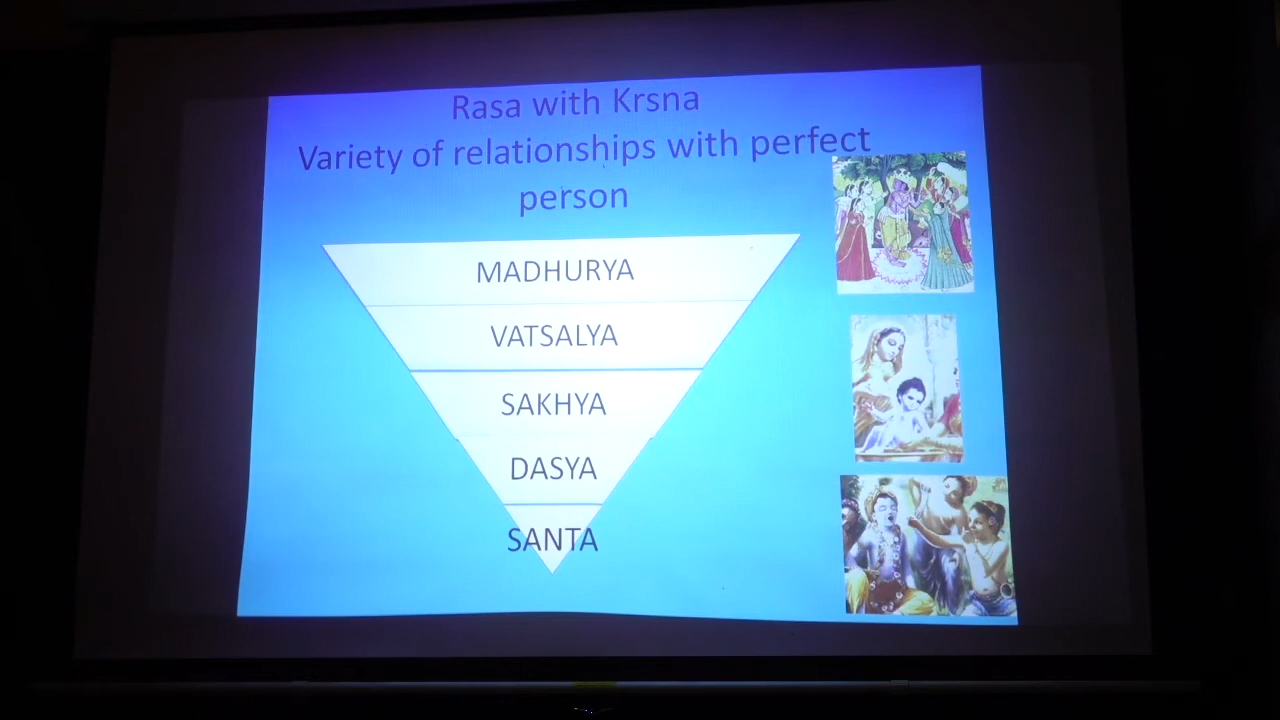 Rasa with Krsna
Variety of relationships with perfect
person
MADHURYA
VATSALYA
SAKHYA
DASYA
SANTA